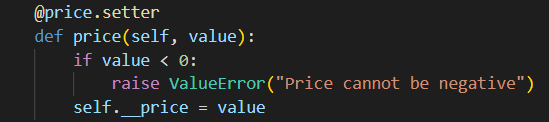 @price.setter
def price(self, value):
    if value < 0:
        raise ValueError("Price cannot be negative")
    self.__price = value